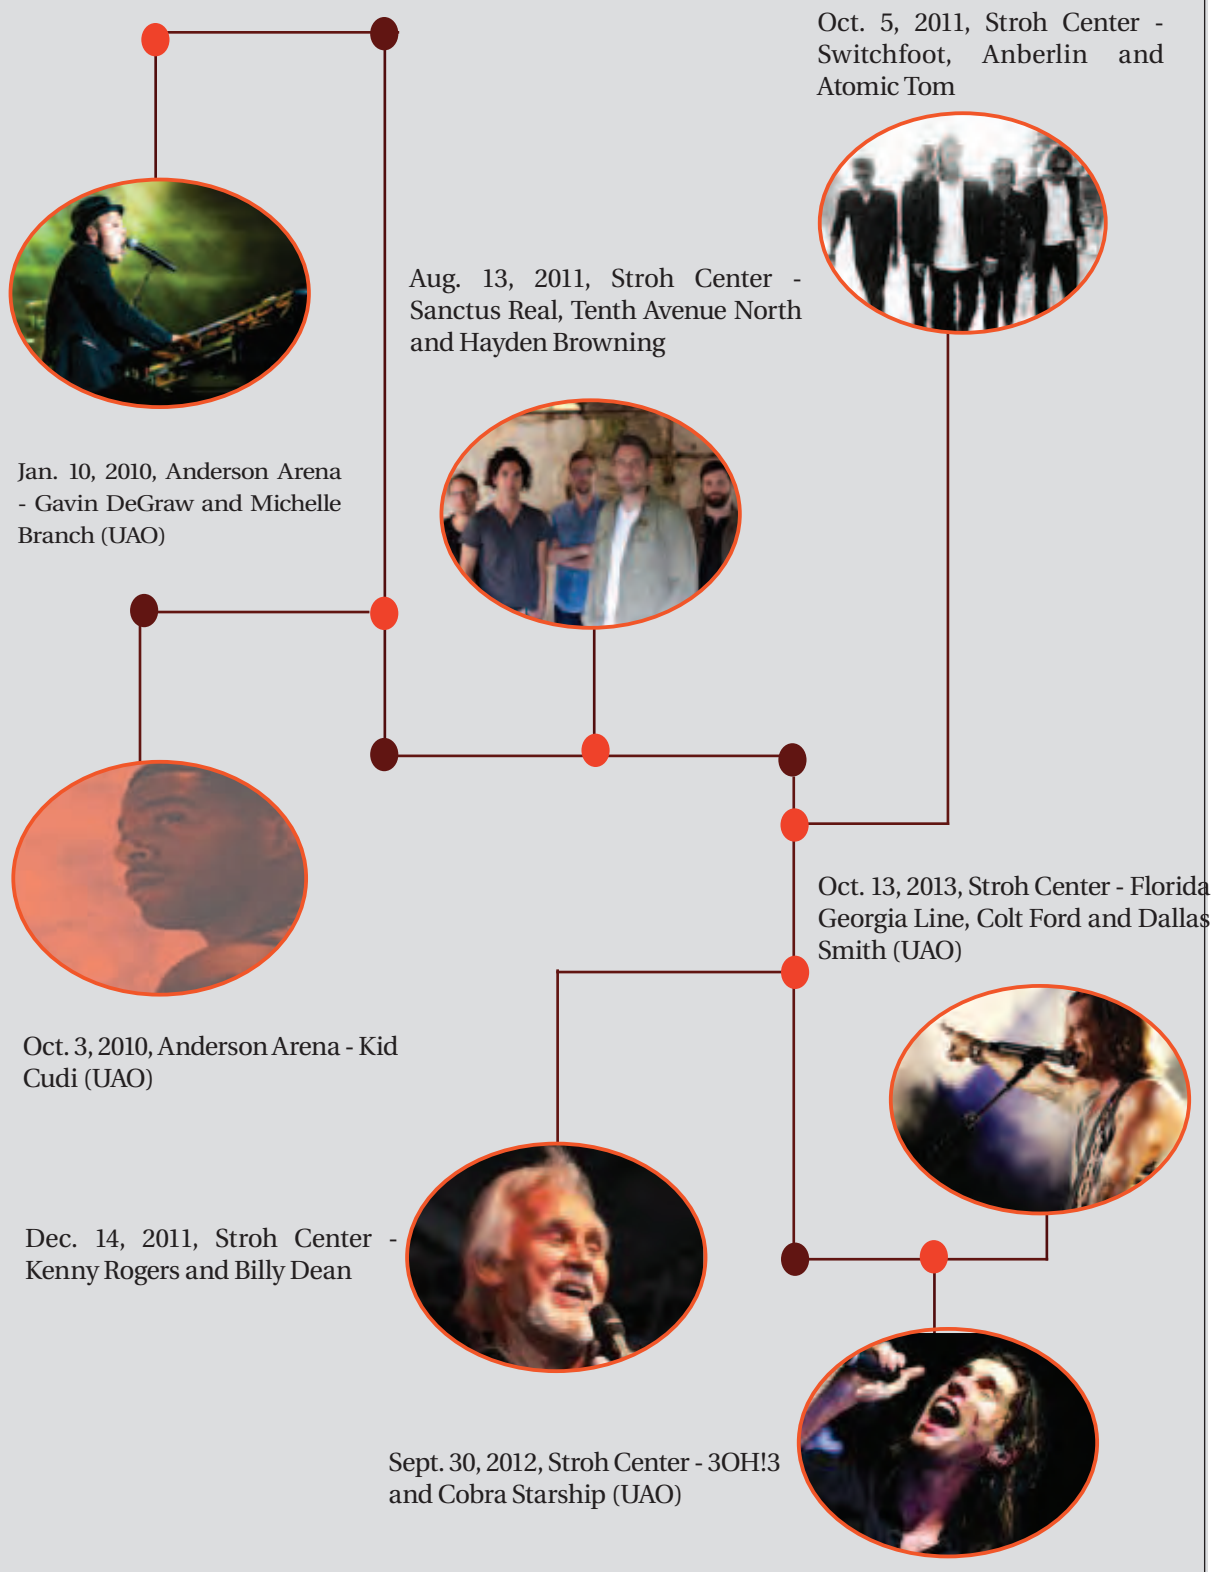 Oct. 5, 2011, Stroh Center -
Switchfoot, Anberlin and
Atomic Tom
Aug. 13, 2011, Stroh Center -
Sanctus Real, Tenth Avenue North
and Hayden Browning
Jan. 10, 2010, Anderson Arena
- Gavin DeGraw and Michelle
Branch (UAO)
Oct. 13, 2013, Stroh Center - Florida
Georgia Line, Colt Ford and Dallas
Smith (UAO)
Oct. 3, 2010, Anderson Arena - Kid
Cudi (UAO)
Dec. 14, 2011, Stroh Center -
Kenny Rogers and Billy Dean
Sept. 30, 2012, Stroh Center - 3OH!3
and Cobra Starship (UAO)